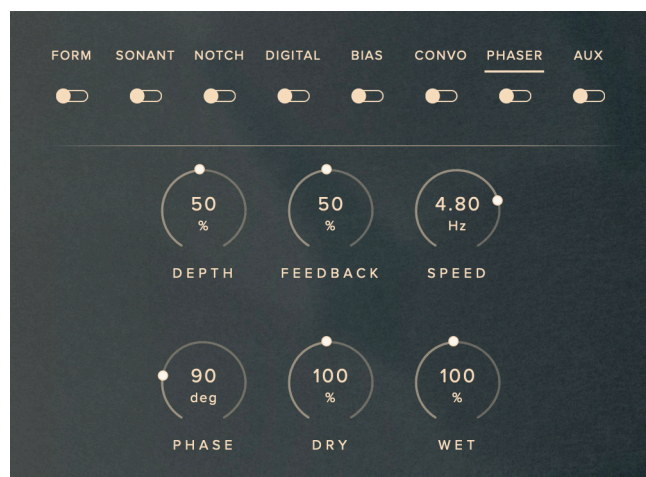 FORM SONANT NOTCH DIGITAL BIAS CONVO PHASER AUX
50 50 4.80
% % Hz
DEPTH FEEDBACK SPEED
90 100 100
deg % %
PHASE DRY WET